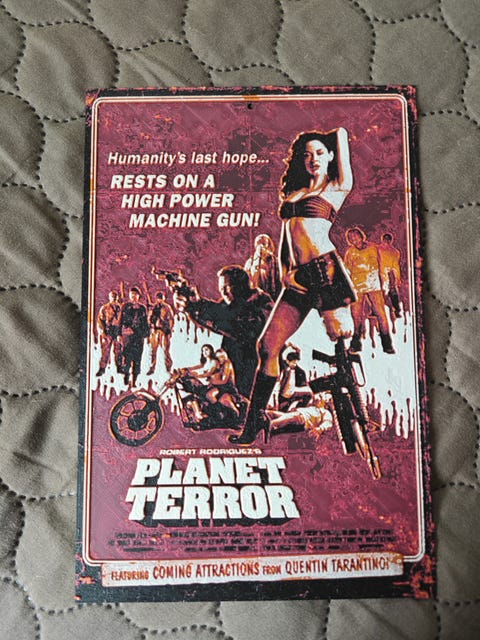 Humanity's last hope...
RESTS ON A
HIGH POWER
MACHINE GUN!
ROBERT RODRIGUEZ'S
PLANET
TERROR
FEATURING COMING ATTRACTIONS FROM QUENTIN TARANTINO!